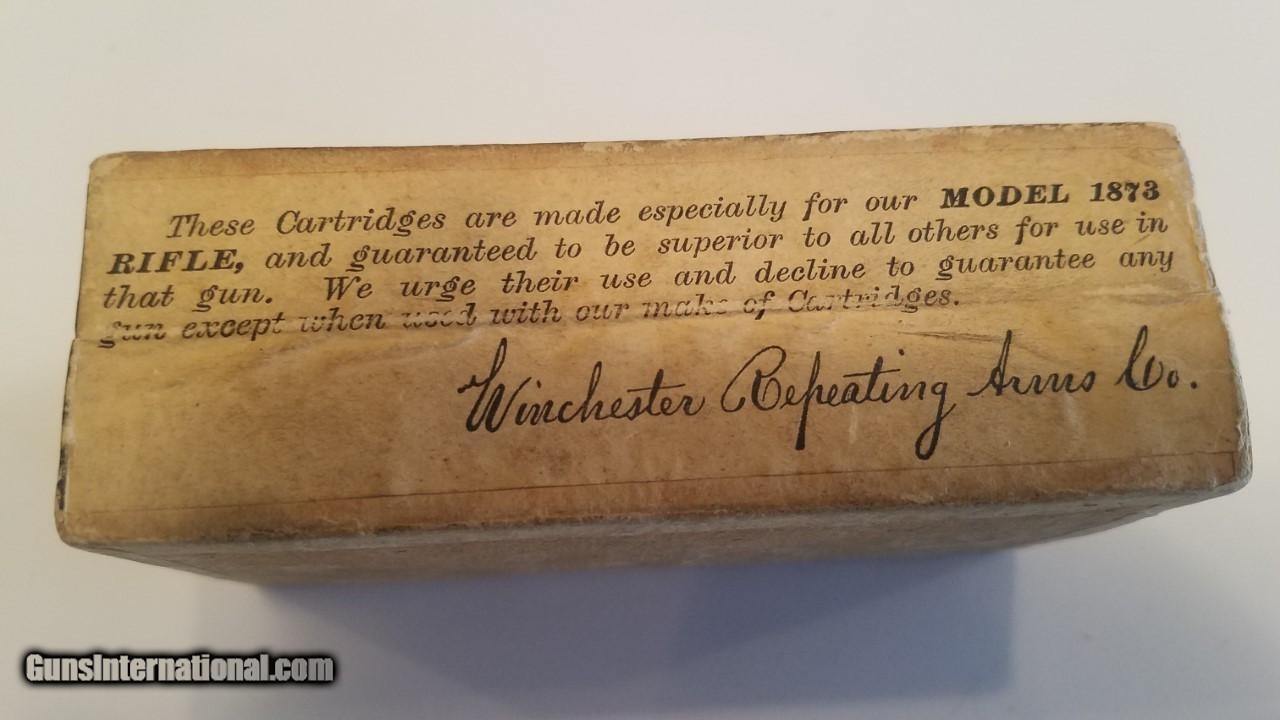 These Cartridges are made especially for our MODEL 1873
RIFLE, and guaranteed to be superior to all others for use in
that gun. We urge their use and decline to guarantee any
gun except when used with our make of Cartridges.
Winchester Repeating Arms Co.
GunsInternational.com